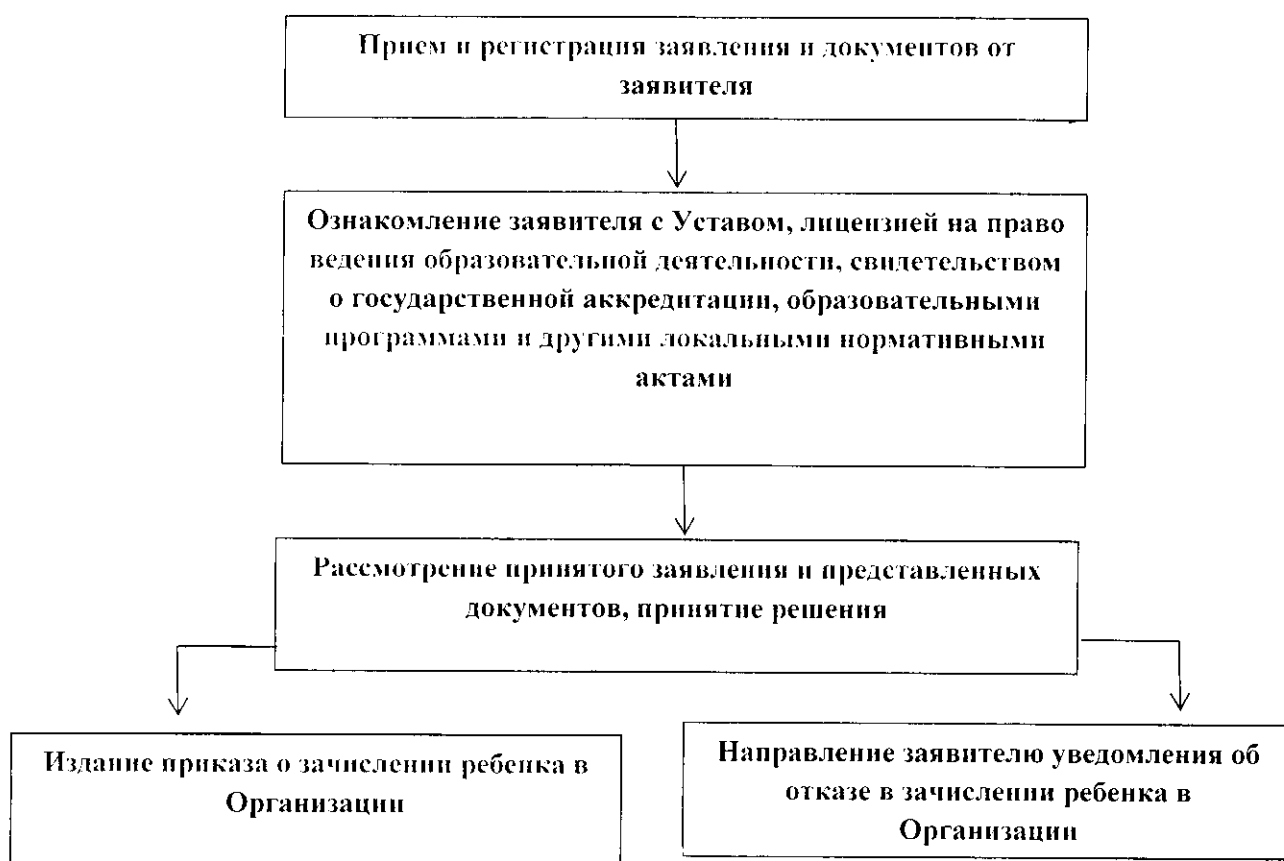 Прием и регистрация заявления и документов от
заявителя
Ознакомление заявителя с Уставом, лицензией на право
ведения образовательной деятельности, свидетельством
о государственной аккредитации, образовательными
программами и другими локальными нормативными
актами
Рассмотрение принятого заявления и представленных
документов, принятие решения
Издание приказа о зачислении ребенка в
Организации
Направление заявителю уведомления об
отказе в зачислении ребенка в
Организации